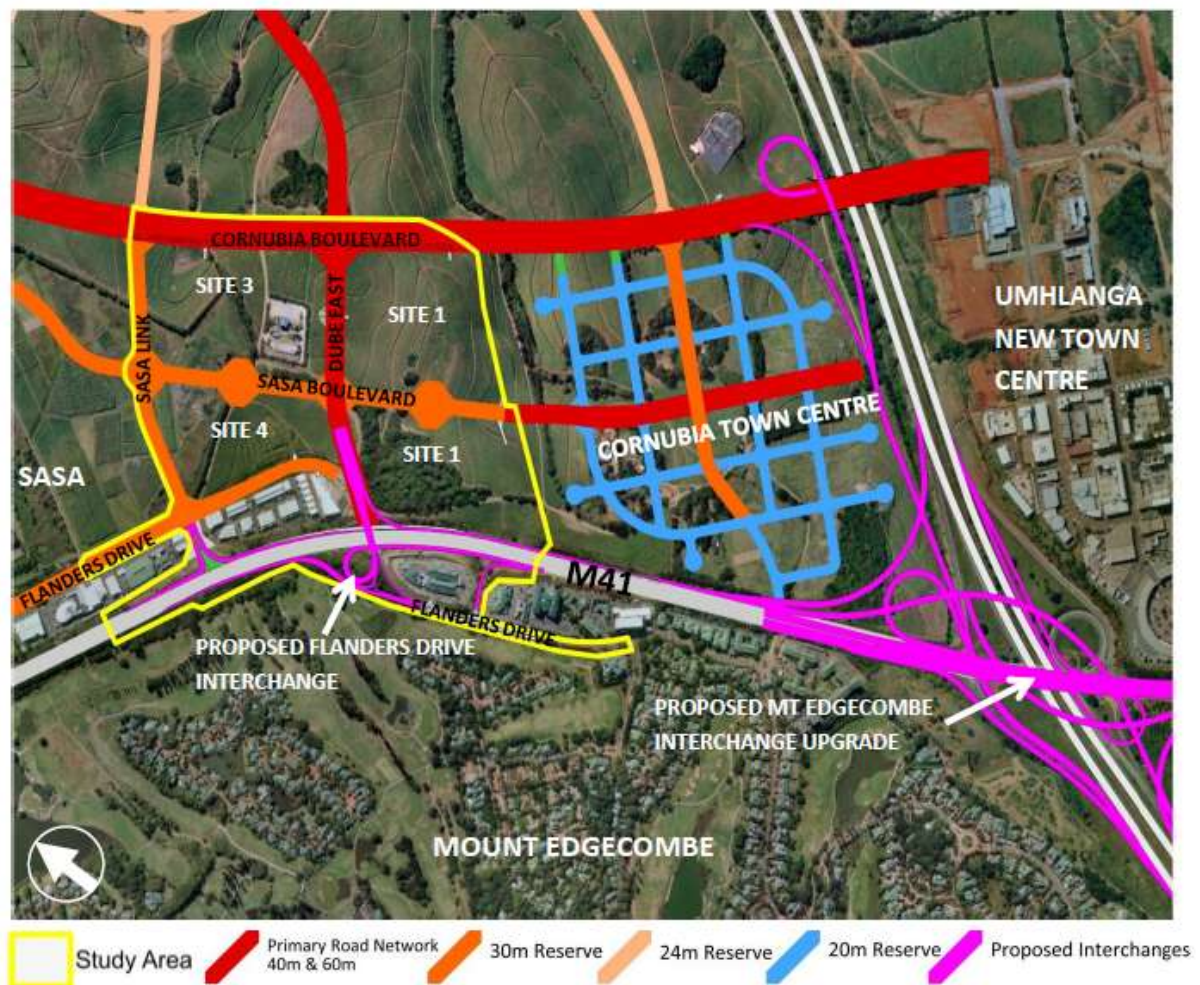 CORNUBIA BOULEVARD
SITE 3
DUBE EAST
SITE 1
UMHLANGA
NEW TOWN
CENTRE
SASA LINK
SASA BOULEVARD
CORNUBIA TOWN CENTRE
SITE 4
SITE 1
SASA
FLANDERS DRIVE
M41
FLANDERS DRIVE
PROPOSED FLANDERS DRIVE
INTERCHANGE
PROPOSED MT EDGECOMBE
INTERCHANGE UPGRADE
MOUNT EDGECOMBE
Study Area
Primary Road Network
40m & 60m
30m Reserve
24m Reserve
20m Reserve
Proposed Interchanges